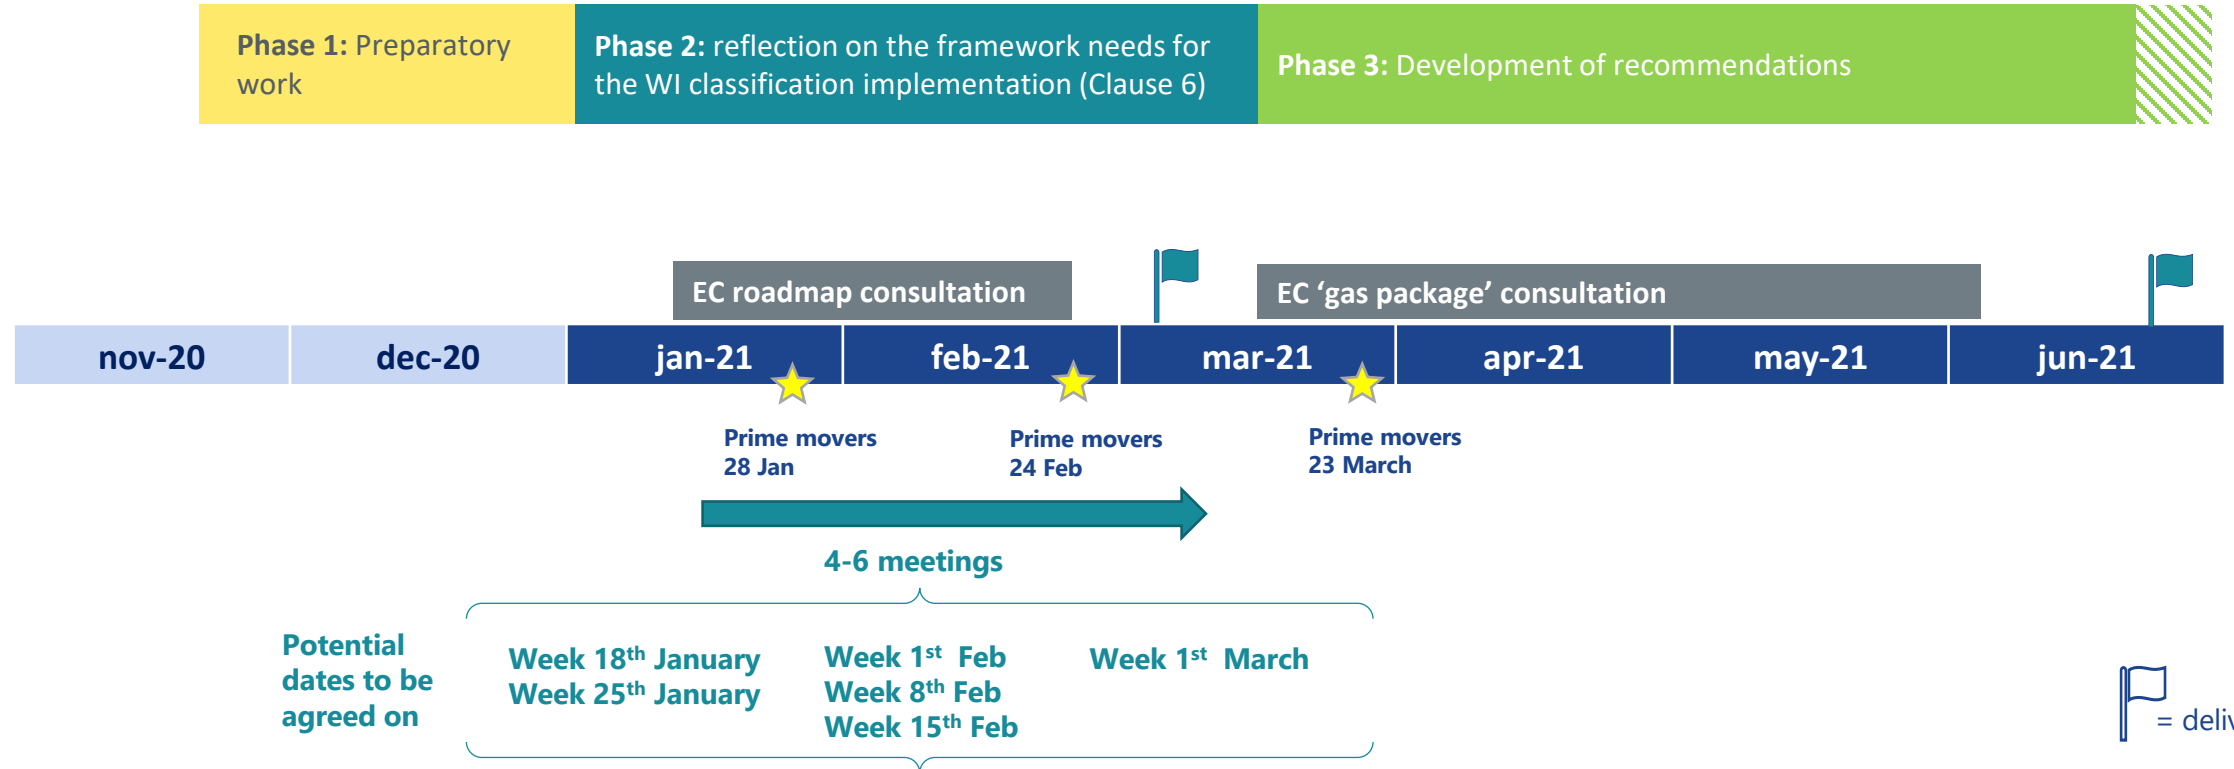 Phase 1: Preparatory
work
Phase 2: reflection on the framework needs for
the WI classification implementation (Clause 6)
Phase 3: Development of recommendations
EC roadmap consultation
EC ‘gas package’ consultation
nov-20
dec-20
jan-21
feb-21
mar-21
apr-21
may-21
jun-21
Prime movers
28 Jan
Prime movers
24 Feb
Prime movers
23 March
4-6 meetings
Potential
dates to be
agreed on
Week 18th January
Week 25th January
Week 1st Feb
Week 8th Feb
Week 15th Feb
Week 1st March
= deliv